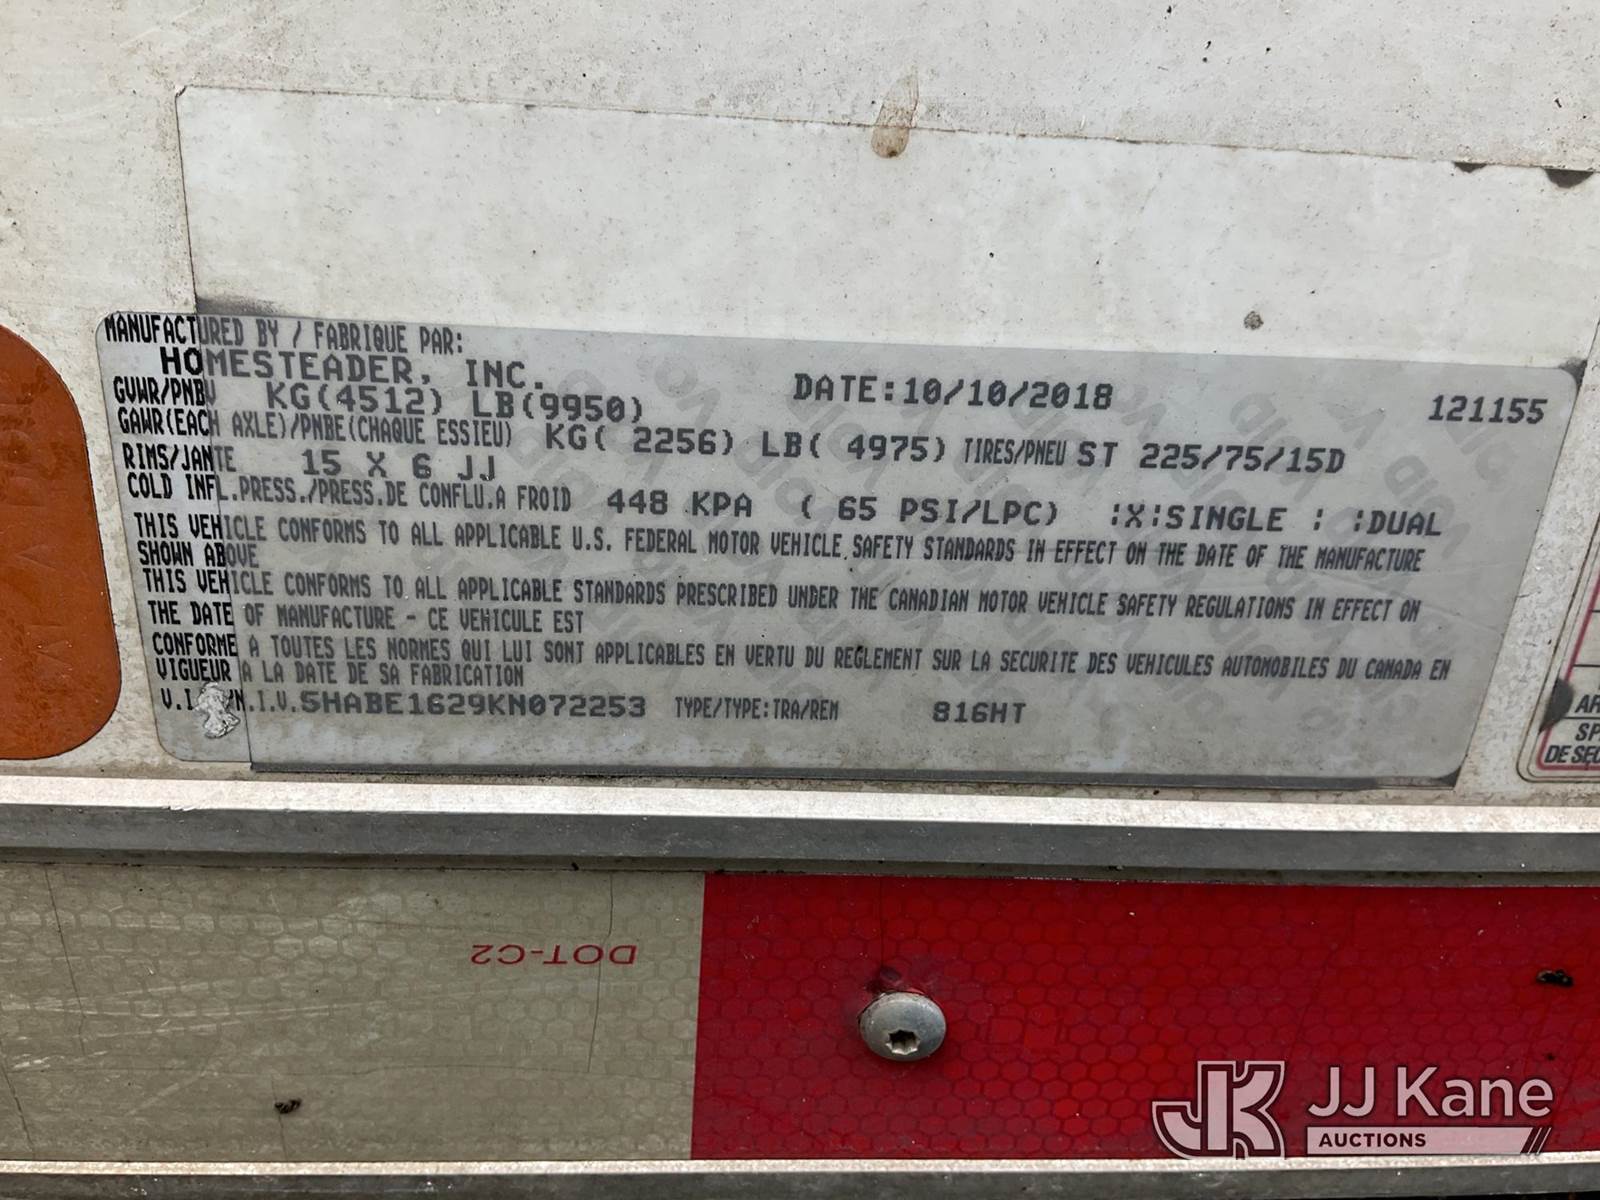 MANUFACTURED BY / FABRIQUE PAR:
HOMESTEADER, INC.
DATE:10/10/2018
121155
GVWR/PNBV KG(4512) LB(9950)
GAWR(EACH AXLE)/PNBE(CHAQUE ESSIEU) KG( 2256) LB( 4975) TIRES/PNEU ST 225/75/15D
RIMS/JANTE 15 X 6 JJ
COLD INFL.PRESS./PRESS.DE CONFLU.A FROID 448 KPA ( 65 PSI/LPC) :X:SINGLE : :DUAL
THIS VEHICLE CONFORMS TO ALL APPLICABLE U.S. FEDERAL MOTOR VEHICLE SAFETY STANDARDS IN EFFECT ON THE DATE OF THE MANUFACTURE
SHOWN ABOVE
THIS VEHICLE CONFORMS TO ALL APPLICABLE STANDARDS PRESCRIBED UNDER THE CANADIAN MOTOR VEHICLE SAFETY REGULATIONS IN EFFECT ON
THE DATE OF MANUFACTURE - CE VEHICULE EST
CONFORME A TOUTES LES NORMES QUI LUI SONT APPLICABLES EN VERTU DU REGLEMENT SUR LA SECURITE DES VEHICULES AUTOMOBILES DU CANADA EN
VIGUEUR A LA DATE DE SA FABRICATION
V.I. /N.I.V.5HABE1629KN072253 TYPE/TYPE:TRA/REM 816HT
AR
SP
DE SEC
DOT-C2
JK JJ Kane
AUCTIONS